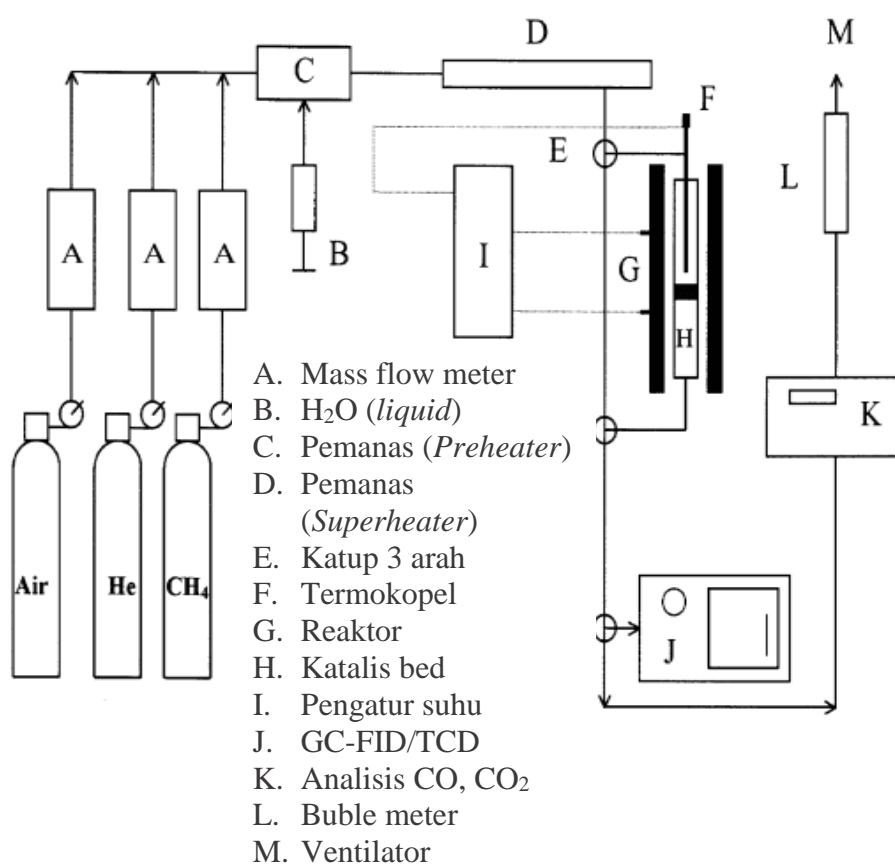 D
M
C
F
E
L
A
A
A
B
I
G
H
K
A. Mass flow meter
B. H₂O (liquid)
C. Pemanas (Preheater)
D. Pemanas
(Superheater)
E. Katup 3 arah
F. Termokopel
G. Reaktor
H. Katalis bed
I. Pengatur suhu
J. GC-FID/TCD
K. Analisis CO, CO₂
L. Buble meter
M. Ventilator
Air
He
CH₄
J